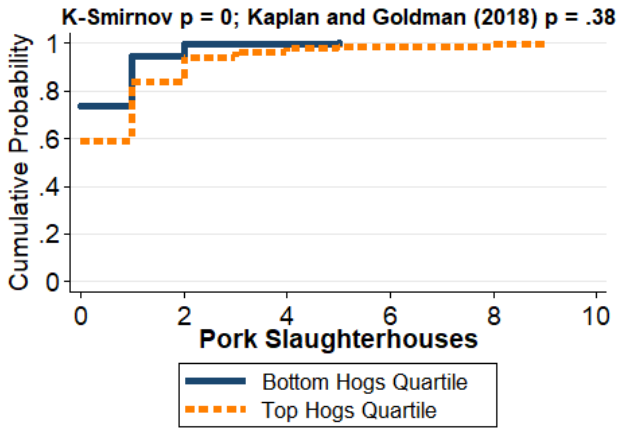 K-Smirnov p = 0; Kaplan and Goldman (2018) p = .38
Cumulative Probability
1
.8
.6
.4
.2
0
0 2 4 6 8 10
Pork Slaughterhouses
Bottom Hogs Quartile
Top Hogs Quartile